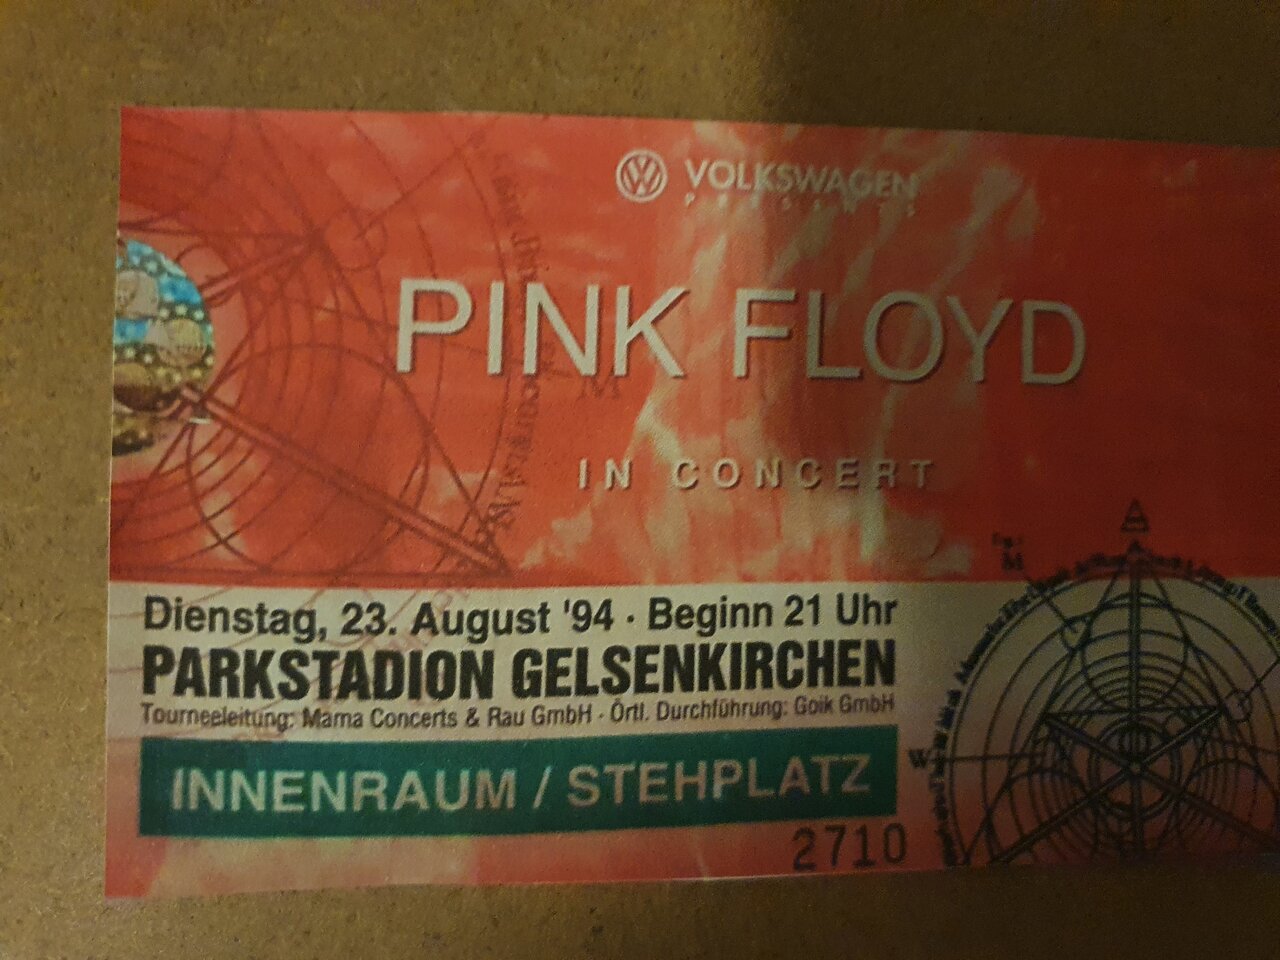 VOLKSWAGEN
PINK FLOYD
IN CONCERT
Dienstag, 23. August '94 · Beginn 21 Uhr
PARKSTADION GELSENKIRCHEN
Tourneeleitung: Mama Concerts & Rau GmbH · Örtl. Durchführung: Goik GmbH
INNENRAUM / STEHPLATZ
2710
W